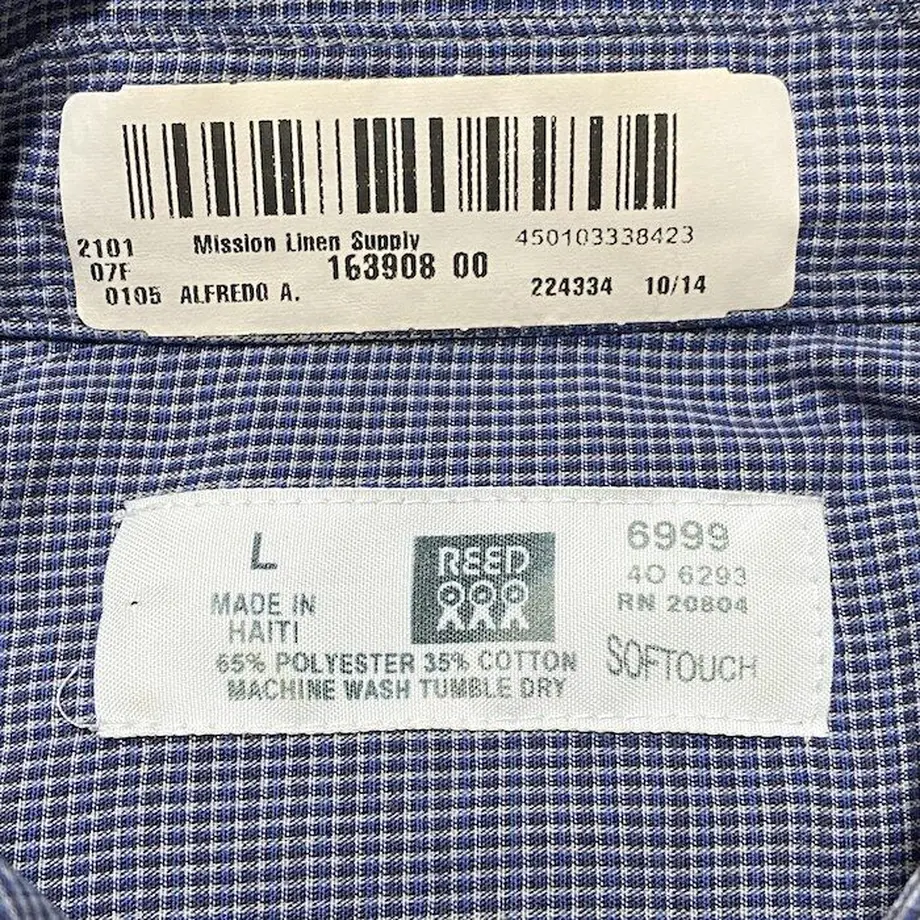 2101 Mission Linen Supply 450103338423
07F 163908 00
0105 ALFREDO A. 224334 10/14
L
MADE IN
HAITI
REED
6999
40 6293
RN 20804
65% POLYESTER 35% COTTON
MACHINE WASH TUMBLE DRY
SOFTOUCH